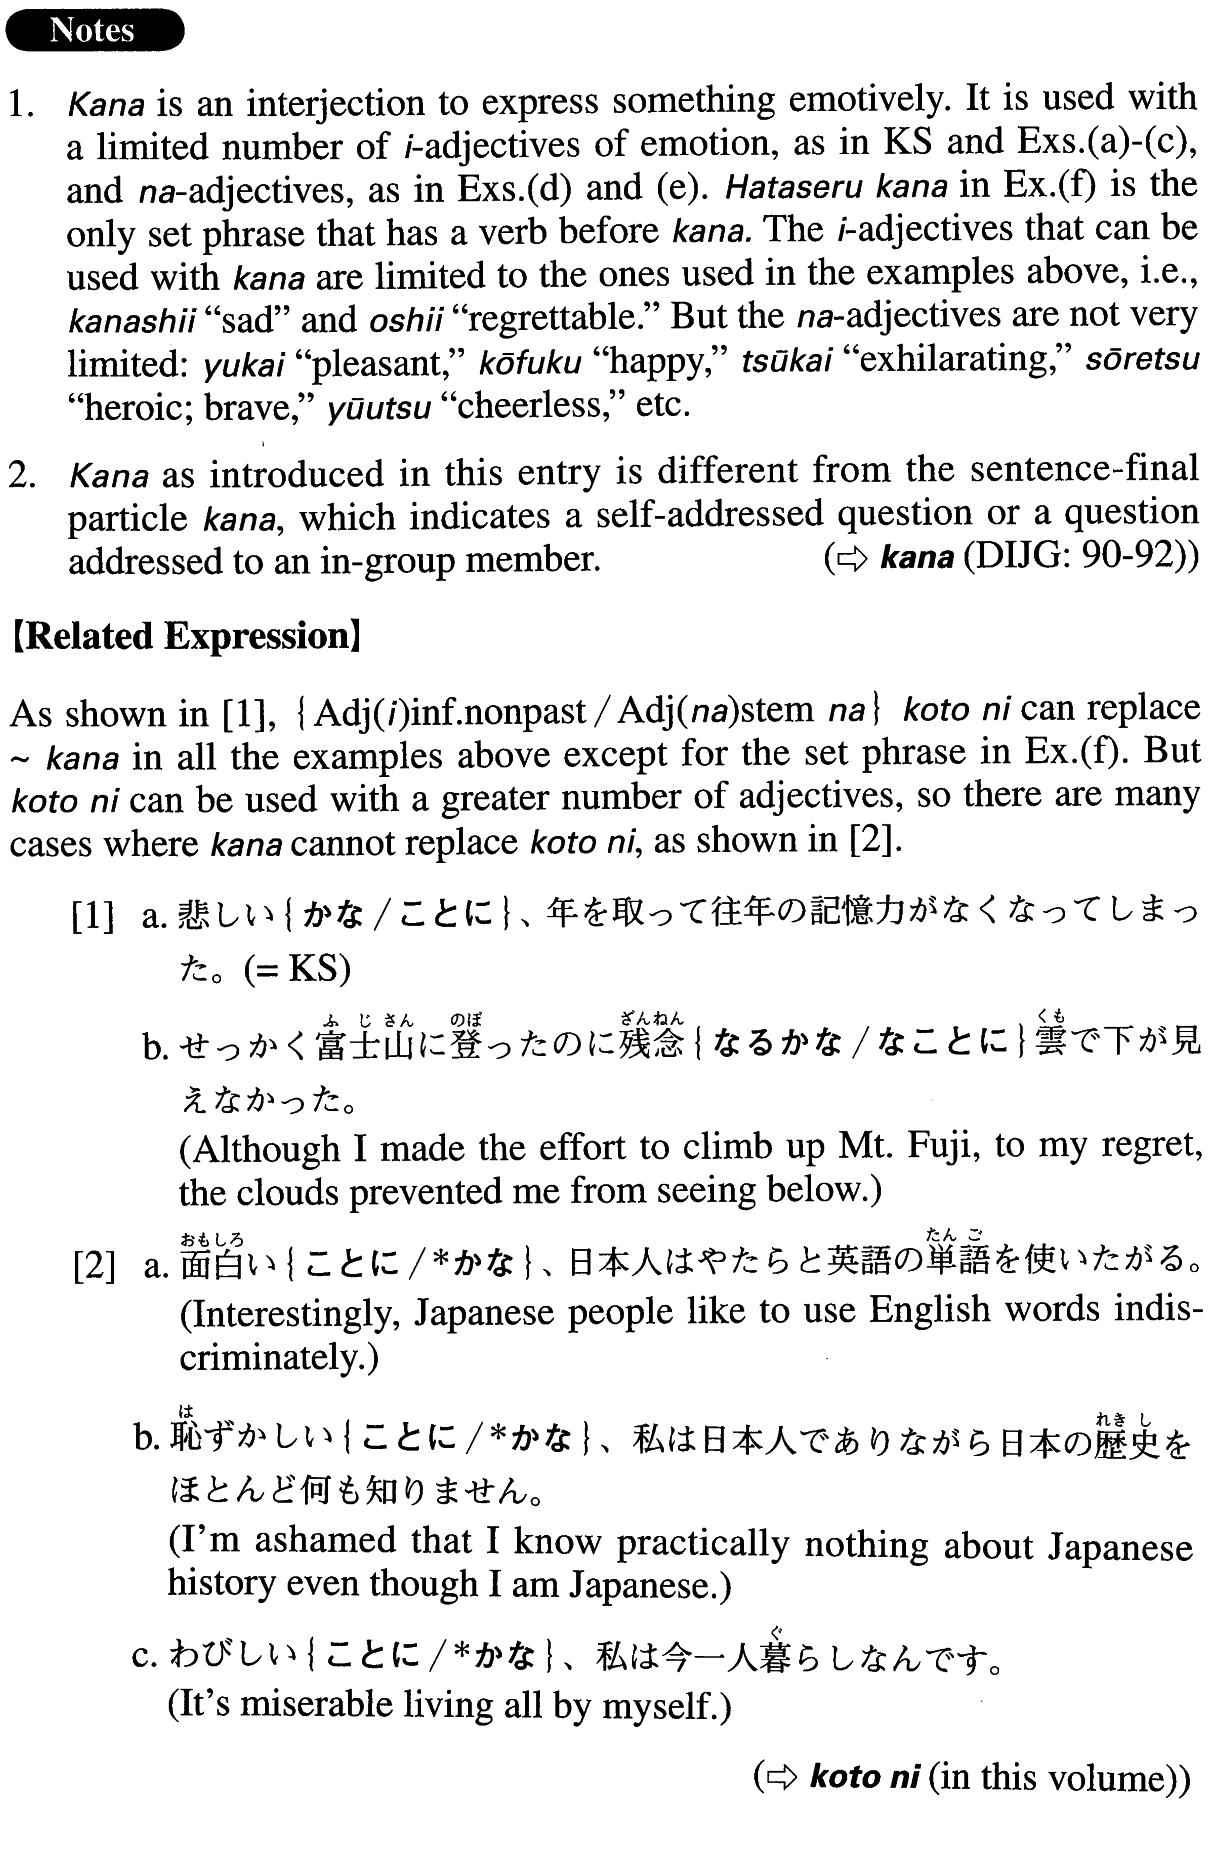 Notes
1. Kana is an interjection to express something emotively. It is used with
a limited number of i-adjectives of emotion, as in KS and Exs.(a)-(c),
and na-adjectives, as in Exs.(d) and (e). Hataseru kana in Ex.(f) is the
only set phrase that has a verb before kana. The i-adjectives that can be
used with kana are limited to the ones used in the examples above, i.e.,
kanashii “sad” and oshii “regrettable.” But the na-adjectives are not very
limited: yukai “pleasant,” kōfuku “happy,” tsūkai “exhilarating,” sōretsu
“heroic; brave,” yūutsu “cheerless,” etc.
2. Kana as introduced in this entry is different from the sentence-final
particle kana, which indicates a self-addressed question or a question
addressed to an in-group member. (⇨ kana (DIJG: 90-92))
【Related Expression】
As shown in [1], {Adj(i)inf.nonpast / Adj(na)stem na} koto ni can replace
~ kana in all the examples above except for the set phrase in Ex.(f). But
koto ni can be used with a greater number of adjectives, so there are many
cases where kana cannot replace koto ni, as shown in [2].
[1] a. 悲しい{かな/ことに}、年を取って往年の記憶力がなくなってしまっ
た。(= KS)
ふ じ さん のぼ ざんねん くも
b. せっかく富士山に登ったのに残念{なるかな/なことに}雲で下が見
えなかった。
(Although I made the effort to climb up Mt. Fuji, to my regret,
the clouds prevented me from seeing below.)
おもしろ たん ご
[2] a. 面白い{ことに/*かな}、日本人はやたらと英語の単語を使いたがる。
(Interestingly, Japanese people like to use English words indis-
criminately.)
は れき し
b. 恥ずかしい{ことに/*かな}、私は日本人でありながら日本の歴史を
ほとんど何も知りません。
(I’m ashamed that I know practically nothing about Japanese
history even though I am Japanese.)
ぐ
c. わびしい{ことに/*かな}、私は今一人暮らしなんです。
(It’s miserable living all by myself.)
(⇨ koto ni (in this volume))